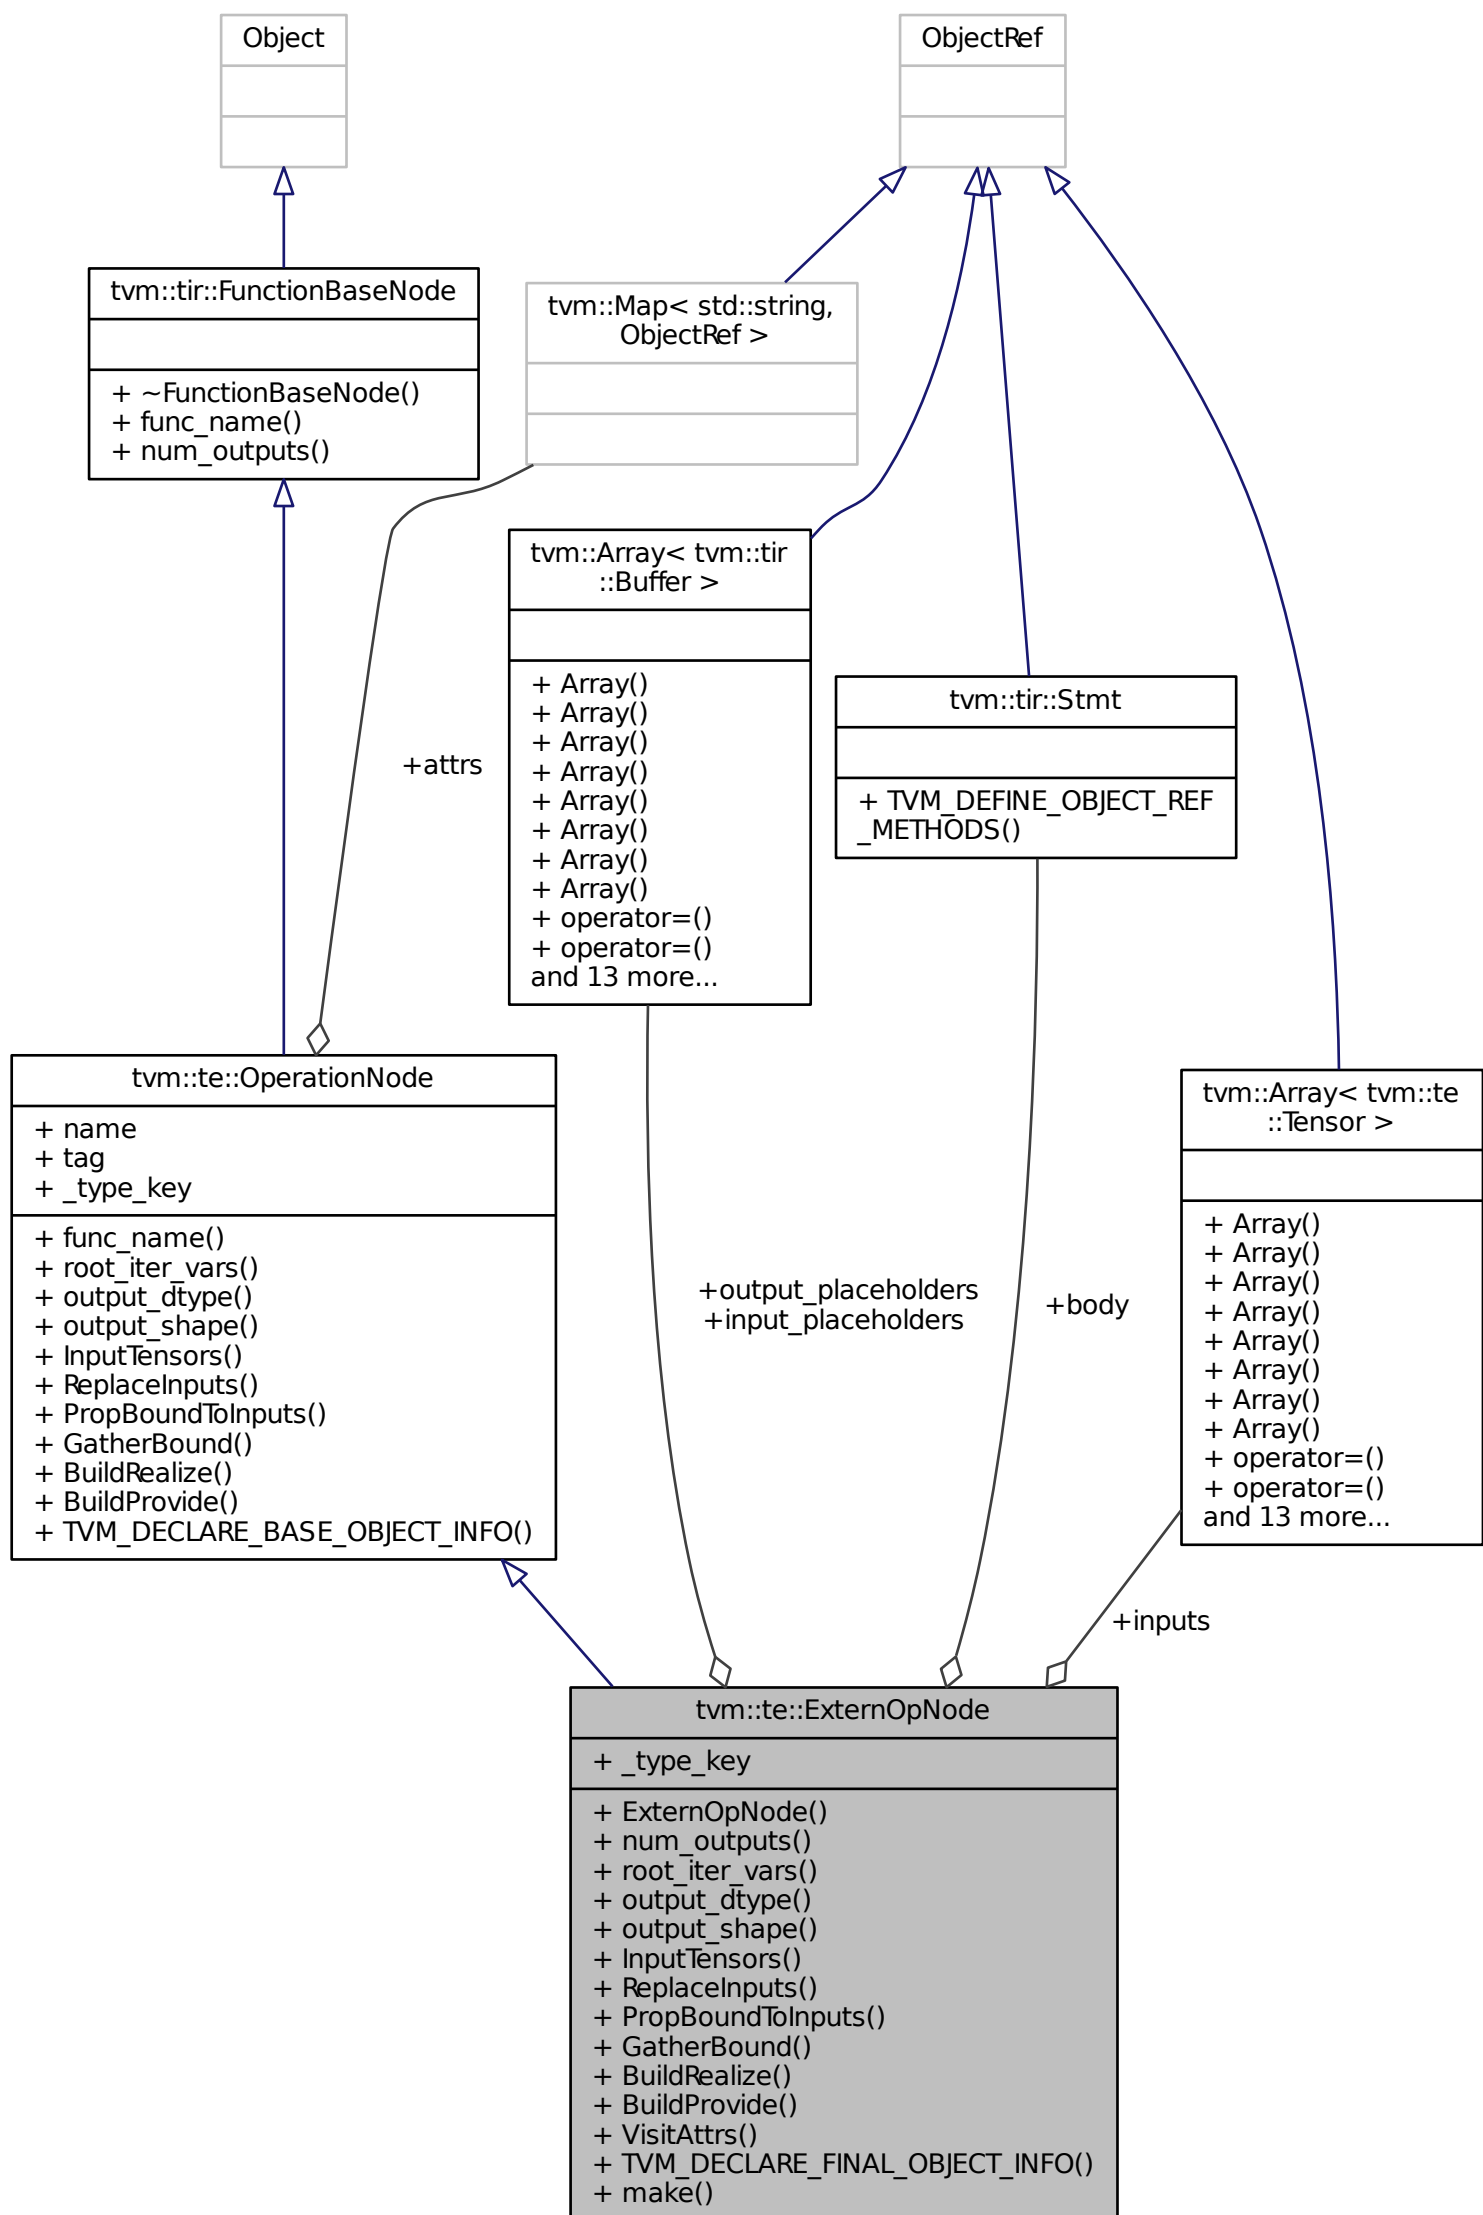 Object
ObjectRef
tvm::tir::FunctionBaseNode
+ ~FunctionBaseNode()
+ func_name()
+ num_outputs()
tvm::Map< std::string,
ObjectRef >
+attrs
tvm::Array< tvm::tir
::Buffer >
+ Array()
+ Array()
+ Array()
+ Array()
+ Array()
+ Array()
+ Array()
+ Array()
+ operator=()
+ operator=()
and 13 more...
tvm::tir::Stmt
+ TVM_DEFINE_OBJECT_REF
_METHODS()
tvm::te::OperationNode
+ name
+ tag
+ _type_key
+ func_name()
+ root_iter_vars()
+ output_dtype()
+ output_shape()
+ InputTensors()
+ ReplaceInputs()
+ PropBoundToInputs()
+ GatherBound()
+ BuildRealize()
+ BuildProvide()
+ TVM_DECLARE_BASE_OBJECT_INFO()
+output_placeholders
+input_placeholders
+body
tvm::Array< tvm::te
::Tensor >
+ Array()
+ Array()
+ Array()
+ Array()
+ Array()
+ Array()
+ Array()
+ Array()
+ operator=()
+ operator=()
and 13 more...
+inputs
tvm::te::ExternOpNode
+ _type_key
+ ExternOpNode()
+ num_outputs()
+ root_iter_vars()
+ output_dtype()
+ output_shape()
+ InputTensors()
+ ReplaceInputs()
+ PropBoundToInputs()
+ GatherBound()
+ BuildRealize()
+ BuildProvide()
+ VisitAttrs()
+ TVM_DECLARE_FINAL_OBJECT_INFO()
+ make()